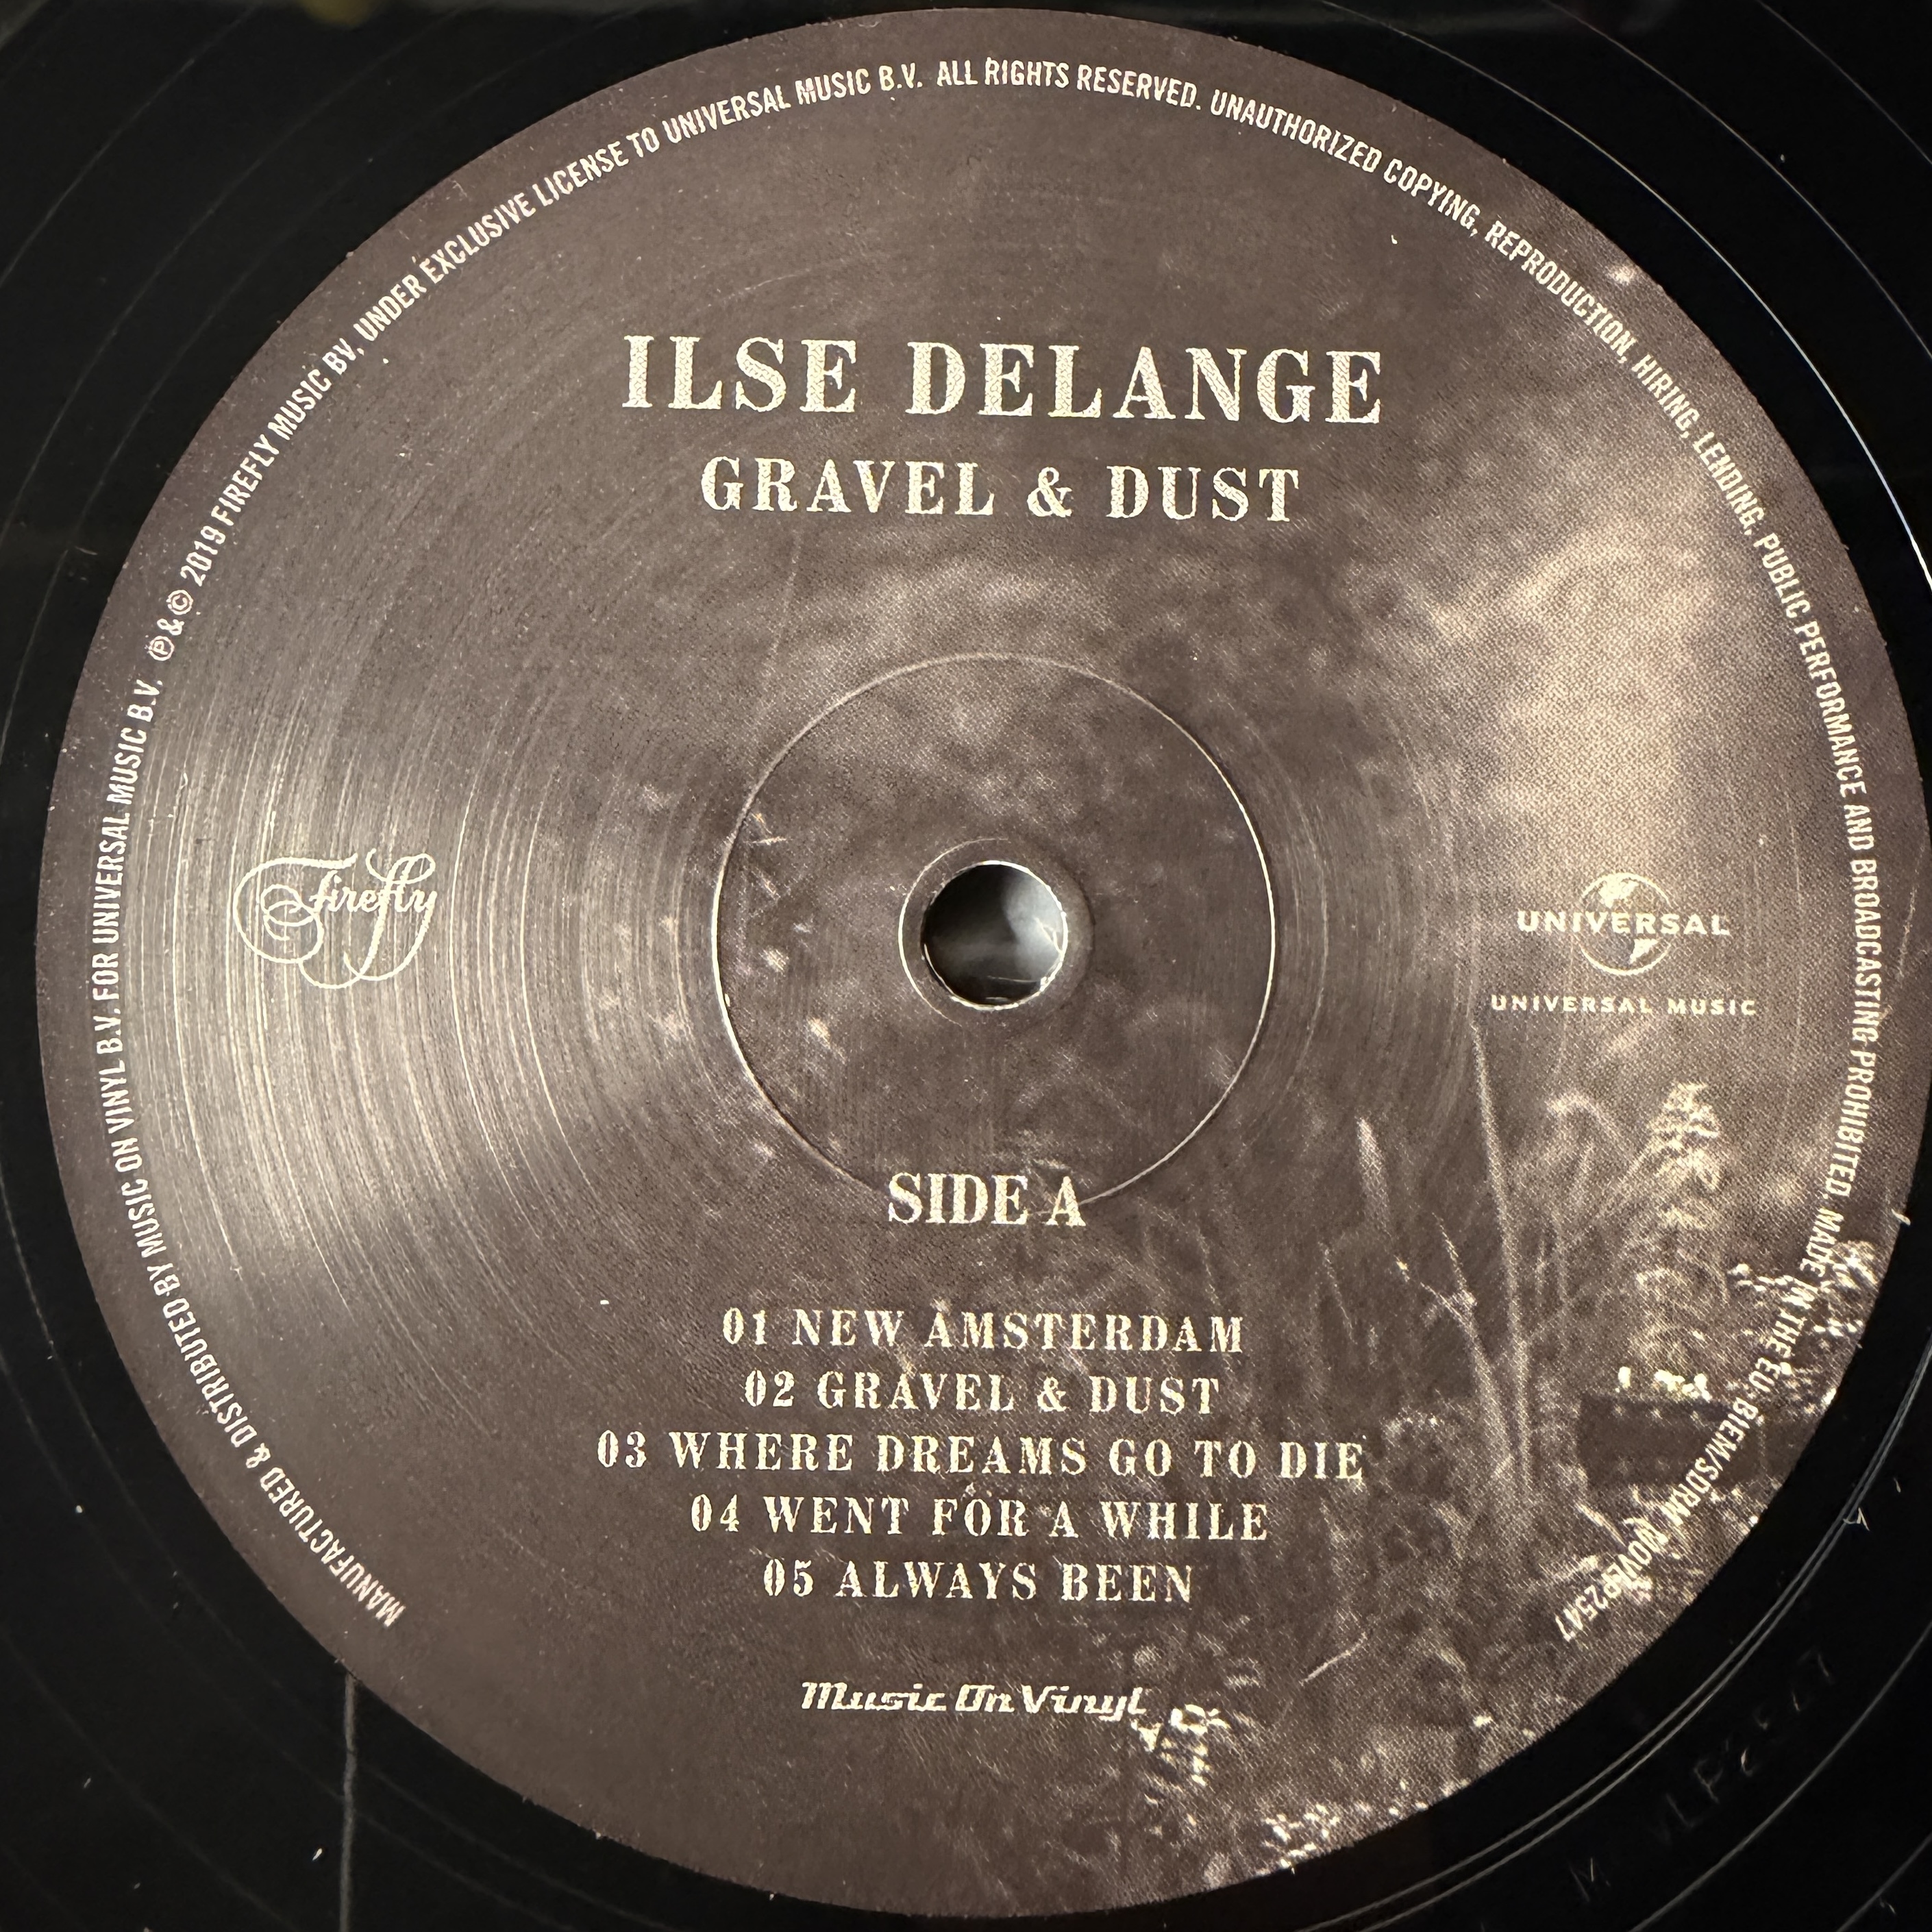 MANUFACTURED & DISTRIBUTED BY MUSIC ON VINYL B.V. FOR UNIVERSAL MUSIC B.V. ℗&© 2019 FIREFLY MUSIC BV, UNDER EXCLUSIVE LICENSE TO UNIVERSAL MUSIC B.V. ALL RIGHTS RESERVED. UNAUTHORIZED COPYING, REPRODUCTION, HIRING, LENDING, PUBLIC PERFORMANCE AND BROADCASTING PROHIBITED. MADE IN THE EU. BIEM/SDRM MOVLP2547
ILSE DELANGE
GRAVEL & DUST
Firefly
UNIVERSAL
UNIVERSAL MUSIC
SIDE A
01 NEW AMSTERDAM
02 GRAVEL & DUST
03 WHERE DREAMS GO TO DIE
04 WENT FOR A WHILE
05 ALWAYS BEEN
Music On Vinyl